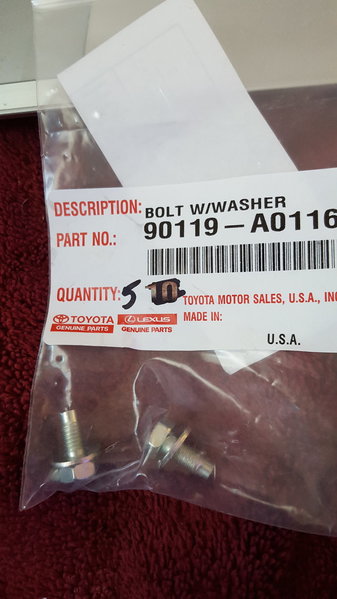 DESCRIPTION: BOLT W/WASHER
PART NO.: 90119-A0116
QUANTITY: 5 10 TOYOTA MOTOR SALES, U.S.A., INC
TOYOTA LEXUS MADE IN:
GENUINE PARTS GENUINE PARTS
U.S.A.